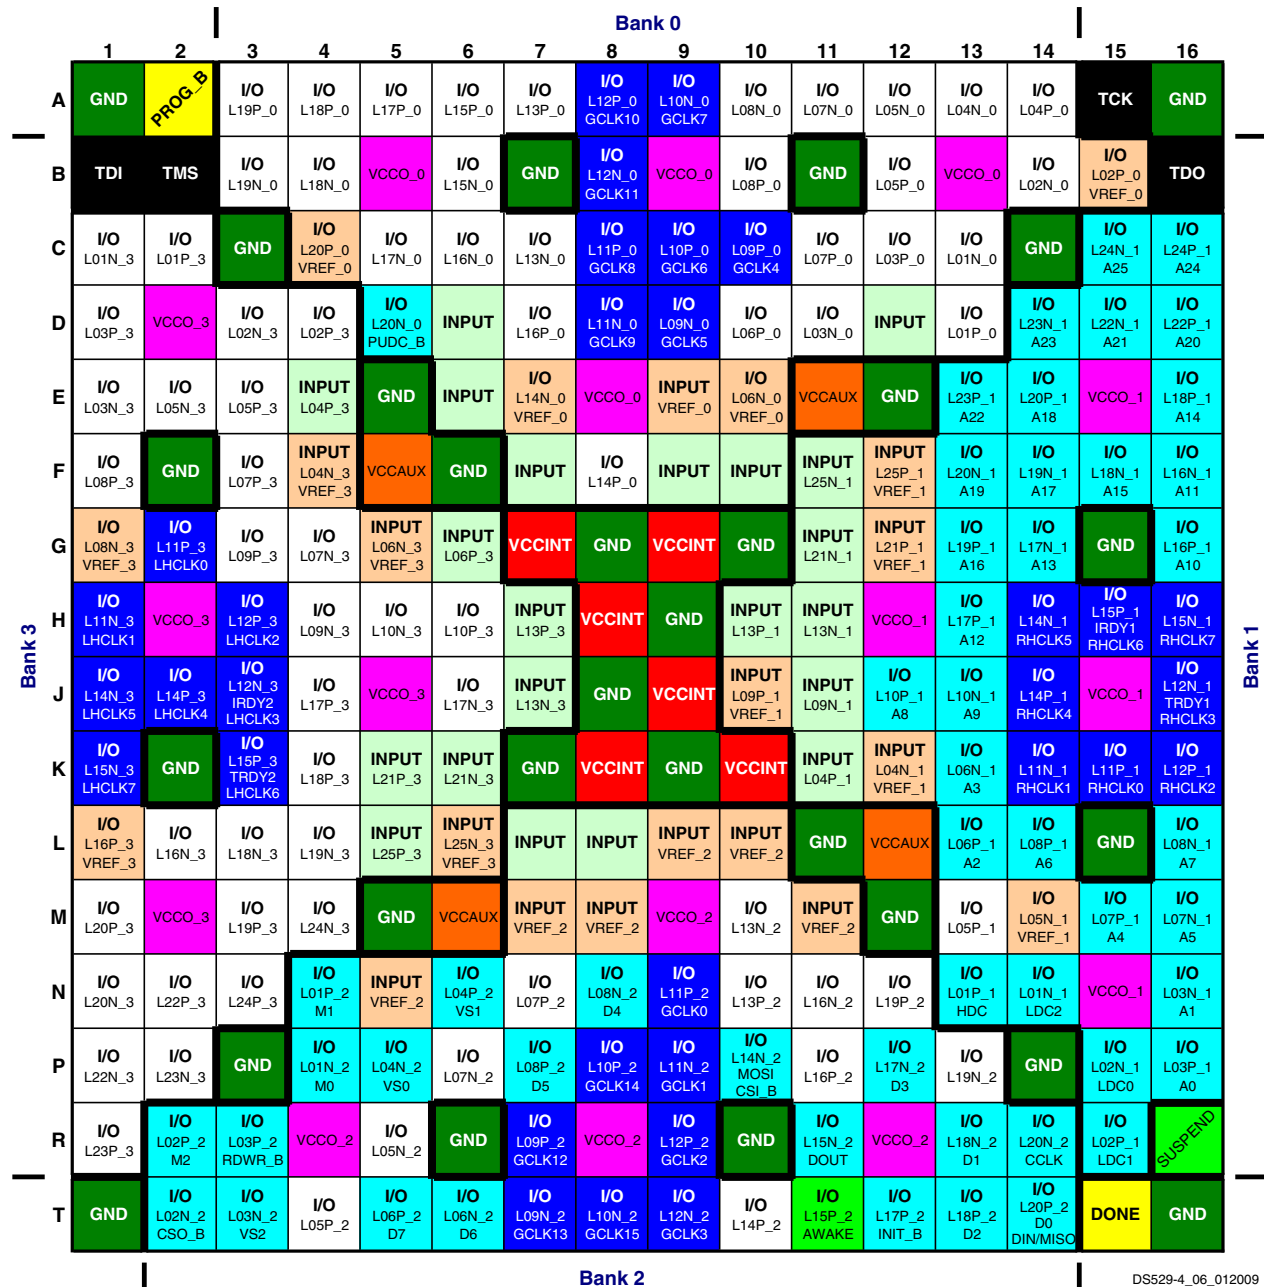 Bank 0
1 2 3 4 5 6 7 8 9 10 11 12 13 14 15 16
A GND PROG_B I/O L19P_0 I/O L18P_0 I/O L17P_0 I/O L15P_0 I/O L13P_0 I/O L12P_0 GCLK10 I/O L10N_0 GCLK7 I/O L08N_0 I/O L07N_0 I/O L05N_0 I/O L04N_0 I/O L04P_0 TCK GND
B TDI TMS I/O L19N_0 I/O L18N_0 VCCO_0 I/O L15N_0 GND I/O L12N_0 GCLK11 VCCO_0 I/O L08P_0 GND I/O L05P_0 VCCO_0 I/O L02N_0 I/O L02P_0 VREF_0 TDO
C I/O L01N_3 I/O L01P_3 GND I/O L20P_0 VREF_0 I/O L17N_0 I/O L16N_0 I/O L13N_0 I/O L11P_0 GCLK8 I/O L10P_0 GCLK6 I/O L09P_0 GCLK4 I/O L07P_0 I/O L03P_0 I/O L01N_0 GND I/O L24N_1 A25 I/O L24P_1 A24
D I/O L03P_3 VCCO_3 I/O L02N_3 I/O L02P_3 I/O L20N_0 PUDC_B INPUT I/O L16P_0 I/O L11N_0 GCLK9 I/O L09N_0 GCLK5 I/O L06P_0 I/O L03N_0 INPUT I/O L01P_0 I/O L23N_1 A23 I/O L22N_1 A21 I/O L22P_1 A20
E I/O L03N_3 I/O L05N_3 I/O L05P_3 INPUT L04P_3 GND INPUT I/O L14N_0 VREF_0 VCCO_0 INPUT VREF_0 I/O L06N_0 VREF_0 VCCAUX GND I/O L23P_1 A22 I/O L20P_1 A18 VCCO_1 I/O L18P_1 A14
F I/O L08P_3 GND I/O L07P_3 INPUT L04N_3 VREF_3 VCCAUX GND INPUT I/O L14P_0 INPUT INPUT INPUT L25N_1 INPUT L25P_1 VREF_1 I/O L20N_1 A19 I/O L19N_1 A17 I/O L18N_1 A15 I/O L16N_1 A11
G I/O L08N_3 VREF_3 I/O L11P_3 LHCLK0 I/O L09P_3 I/O L07N_3 INPUT L06N_3 VREF_3 INPUT L06P_3 VCCINT GND VCCINT GND INPUT L21N_1 INPUT L21P_1 VREF_1 I/O L19P_1 A16 I/O L17N_1 A13 GND I/O L16P_1 A10
Bank 3
H I/O L11N_3 LHCLK1 VCCO_3 I/O L12P_3 LHCLK2 I/O L09N_3 I/O L10N_3 I/O L10P_3 INPUT L13P_3 VCCINT GND INPUT L13P_1 INPUT L13N_1 VCCO_1 I/O L17P_1 A12 I/O L14N_1 RHCLK5 I/O L15P_1 IRDY1 RHCLK6 I/O L15N_1 RHCLK7
Bank 1
J I/O L14N_3 LHCLK5 I/O L14P_3 LHCLK4 I/O L12N_3 IRDY2 LHCLK3 I/O L17P_3 VCCO_3 I/O L17N_3 INPUT L13N_3 GND VCCINT INPUT L09P_1 VREF_1 INPUT L09N_1 I/O L10P_1 A8 I/O L10N_1 A9 I/O L14P_1 RHCLK4 VCCO_1 I/O L12N_1 TRDY1 RHCLK3
K I/O L15N_3 LHCLK7 GND I/O L15P_3 TRDY2 LHCLK6 I/O L18P_3 INPUT L21P_3 INPUT L21N_3 GND VCCINT GND VCCINT INPUT L04P_1 INPUT L04N_1 VREF_1 I/O L06N_1 A3 I/O L11N_1 RHCLK1 I/O L11P_1 RHCLK0 I/O L12P_1 RHCLK2
L I/O L16P_3 VREF_3 I/O L16N_3 I/O L18N_3 I/O L19N_3 INPUT L25P_3 INPUT L25N_3 VREF_3 INPUT INPUT INPUT VREF_2 INPUT VREF_2 GND VCCAUX I/O L06P_1 A2 I/O L08P_1 A6 GND I/O L08N_1 A7
M I/O L20P_3 VCCO_3 I/O L19P_3 I/O L24N_3 GND VCCAUX INPUT VREF_2 INPUT VREF_2 VCCO_2 I/O L13N_2 INPUT VREF_2 GND I/O L05P_1 I/O L05N_1 VREF_1 I/O L07P_1 A4 I/O L07N_1 A5
N I/O L20N_3 I/O L22P_3 I/O L24P_3 I/O L01P_2 M1 INPUT VREF_2 I/O L04P_2 VS1 I/O L07P_2 I/O L08N_2 D4 I/O L11P_2 GCLK0 I/O L13P_2 I/O L16N_2 I/O L19P_2 I/O L01P_1 HDC I/O L01N_1 LDC2 VCCO_1 I/O L03N_1 A1
P I/O L22N_3 I/O L23N_3 GND I/O L01N_2 M0 I/O L04N_2 VS0 I/O L07N_2 I/O L08P_2 D5 I/O L10P_2 GCLK14 I/O L11N_2 GCLK1 I/O L14N_2 MOSI CSI_B I/O L16P_2 I/O L17N_2 D3 I/O L19N_2 GND I/O L02N_1 LDC0 I/O L03P_1 A0
R I/O L23P_3 I/O L02P_2 M2 I/O L03P_2 RDWR_B VCCO_2 I/O L05N_2 GND I/O L09P_2 GCLK12 VCCO_2 I/O L12P_2 GCLK2 GND I/O L15N_2 DOUT VCCO_2 I/O L18N_2 D1 I/O L20N_2 CCLK I/O L02P_1 LDC1 SUSPEND
T GND I/O L02N_2 CSO_B I/O L03N_2 VS2 I/O L05P_2 I/O L06P_2 D7 I/O L06N_2 D6 I/O L09N_2 GCLK13 I/O L10N_2 GCLK15 I/O L12N_2 GCLK3 I/O L14P_2 I/O L15P_2 AWAKE I/O L17P_2 INIT_B I/O L18P_2 D2 I/O L20P_2 D0 DIN/MISO DONE GND
Bank 2
DS529-4_06_012009